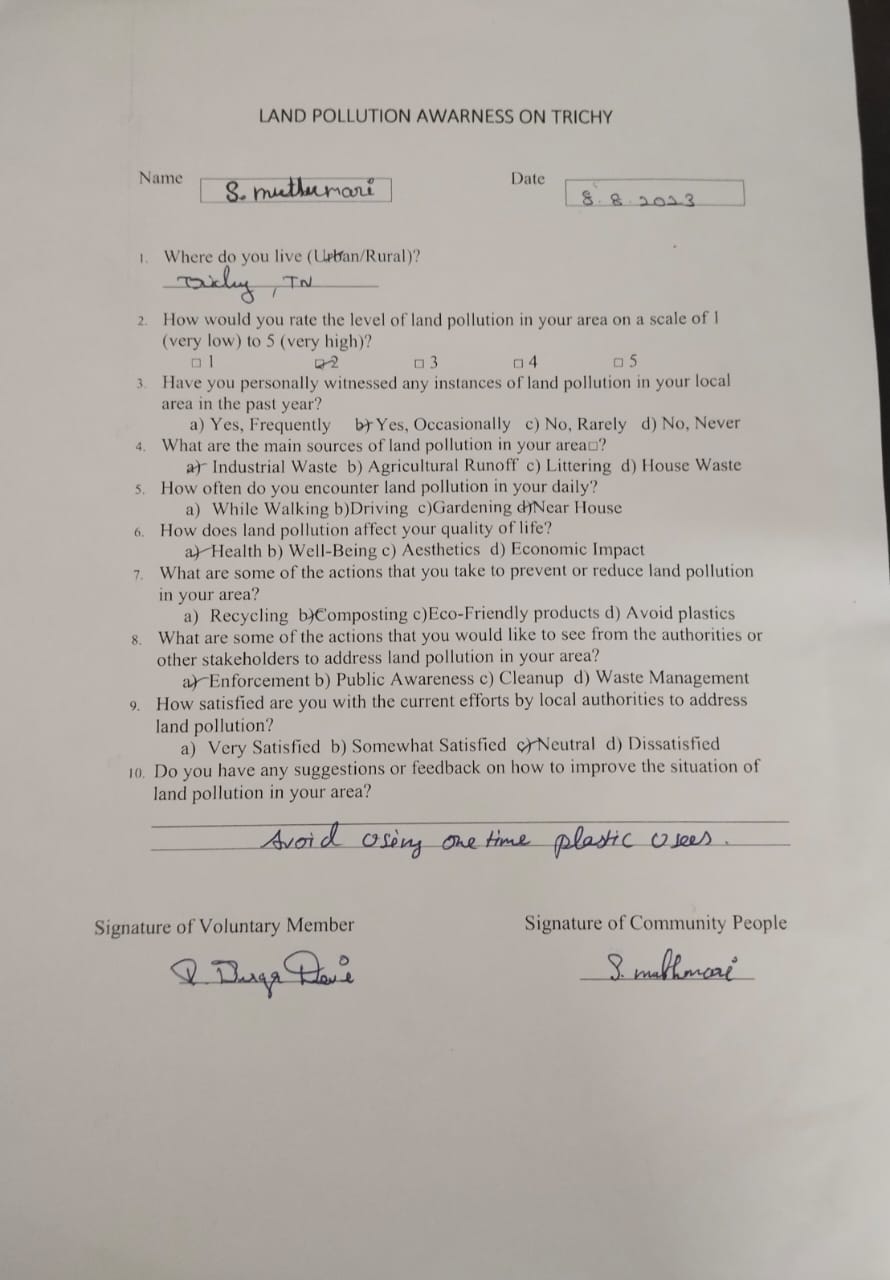 LAND POLLUTION AWARNESS ON TRICHY
Name S. muthumari Date 8.8.2023
1. Where do you live (Urban/Rural)?
Trichy, TN
2. How would you rate the level of land pollution in your area on a scale of 1
(very low) to 5 (very high)?
□ 1 □ 2 □ 3 □ 4 □ 5
3. Have you personally witnessed any instances of land pollution in your local
area in the past year?
a) Yes, Frequently b) Yes, Occasionally c) No, Rarely d) No, Never
4. What are the main sources of land pollution in your area□?
a) Industrial Waste b) Agricultural Runoff c) Littering d) House Waste
5. How often do you encounter land pollution in your daily?
a) While Walking b)Driving c)Gardening d)Near House
6. How does land pollution affect your quality of life?
a) Health b) Well-Being c) Aesthetics d) Economic Impact
7. What are some of the actions that you take to prevent or reduce land pollution
in your area?
a) Recycling b)Composting c)Eco-Friendly products d) Avoid plastics
8. What are some of the actions that you would like to see from the authorities or
other stakeholders to address land pollution in your area?
a) Enforcement b) Public Awareness c) Cleanup d) Waste Management
9. How satisfied are you with the current efforts by local authorities to address
land pollution?
a) Very Satisfied b) Somewhat Satisfied c) Neutral d) Dissatisfied
10. Do you have any suggestions or feedback on how to improve the situation of
land pollution in your area?
Avoid using one time plastic usees.
Signature of Voluntary Member Signature of Community People
Durga Devi S. muthmari